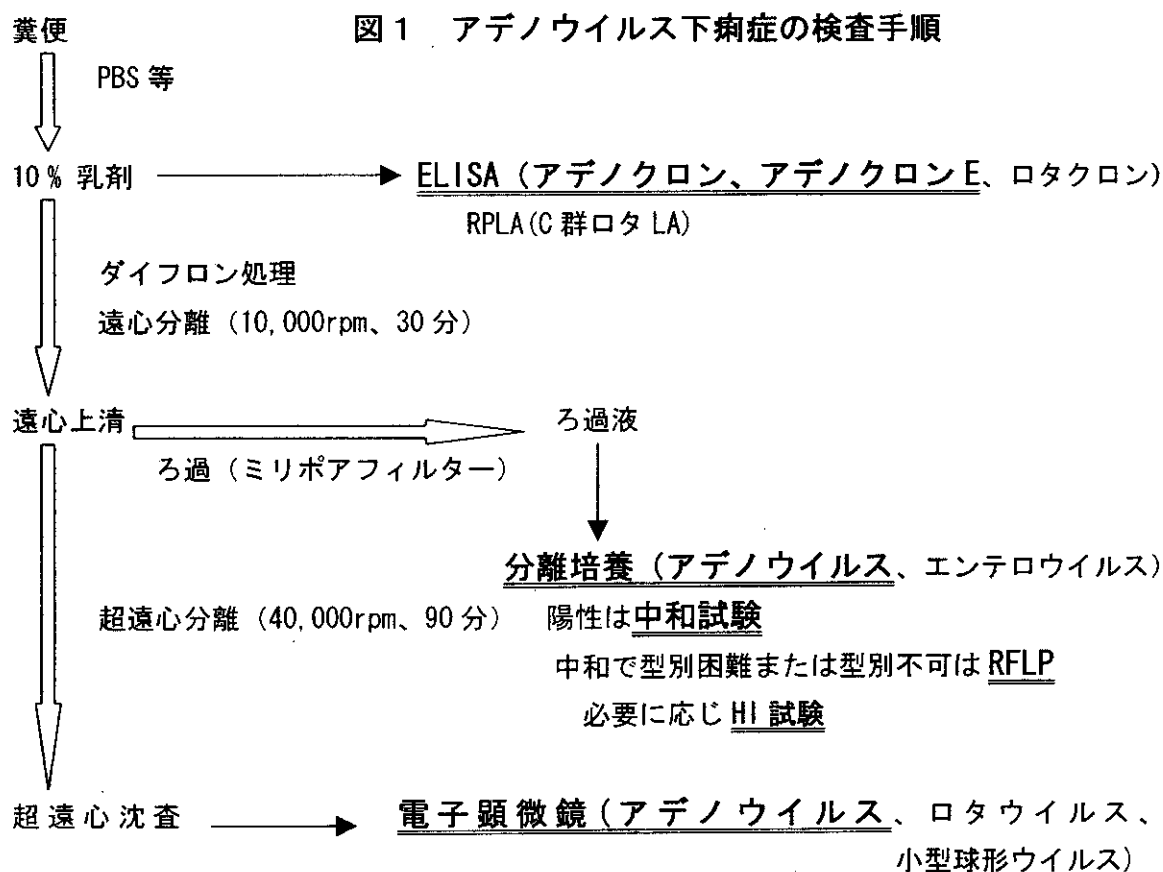 図1 アデノウイルス下痢症の検査手順
糞便
PBS 等
10% 乳剤
ELISA (アデノクロン、アデノクロンE、ロタクロン)
RPLA(C 群ロタ LA)
ダイフロン処理
遠心分離 (10,000rpm、30 分)
遠心上清
ろ過液
ろ過 (ミリポアフィルター)
分離培養 (アデノウイルス、エンテロウイルス)
超遠心分離 (40,000rpm、90 分)
陽性は中和試験
中和で型別困難または型別不可は RFLP
必要に応じ HI 試験
超遠心沈査
電子顕微鏡 (アデノウイルス、ロタウイルス、
小型球形ウイルス)